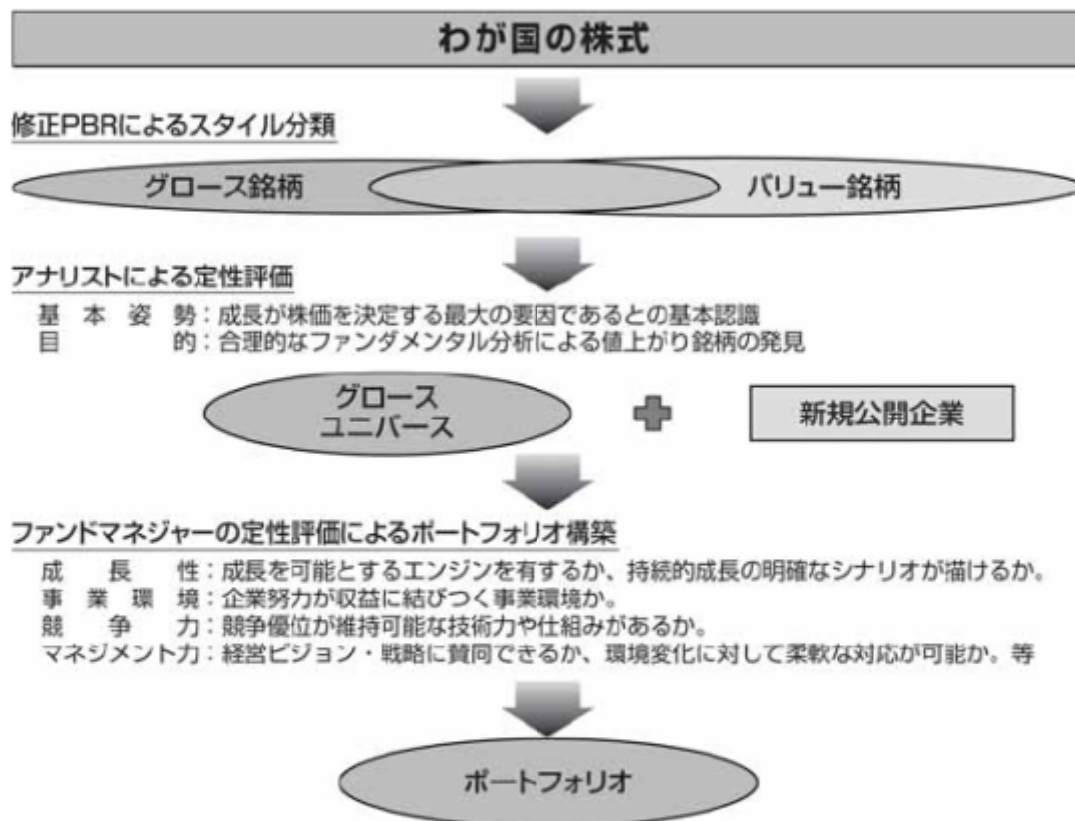 わが国の株式
修正PBRによるスタイル分類
グロース銘柄
バリュー銘柄
アナリストによる定性評価
基本姿勢：成長が株価を決定する最大の要因であるとの基本認識
目的：合理的なファンダメンタル分析による値上がり銘柄の発見
グロース
ユニバース
新規公開企業
ファンドマネジャーの定性評価によるポートフォリオ構築
成長性：成長を可能とするエンジンを有するか、持続的成長の明確なシナリオが描けるか。
事業環境：企業努力が収益に結びつく事業環境か。
競争力：競争優位が維持可能な技術力や仕組みがあるか。
マネジメント力：経営ビジョン・戦略に賛同できるか、環境変化に対して柔軟な対応が可能か。等
ポートフォリオ